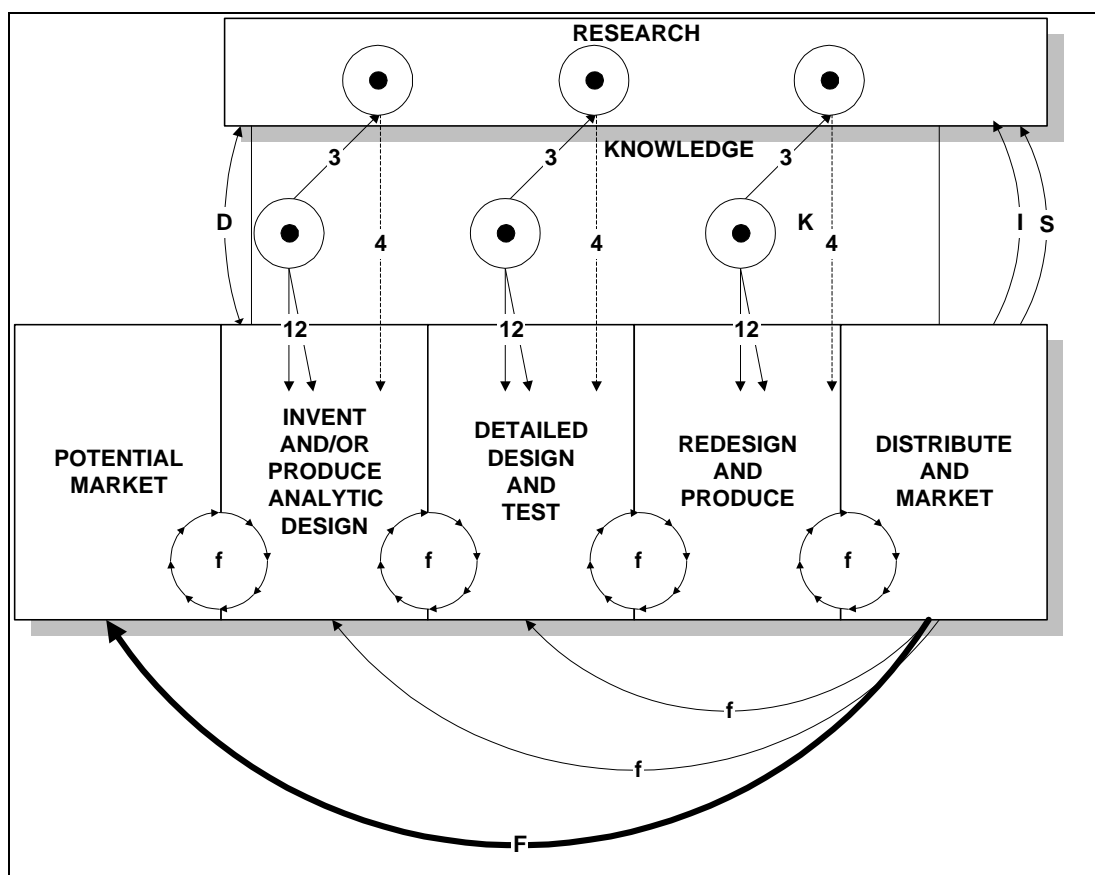 RESEARCH
KNOWLEDGE
3
3
3
D
K
I
S
4
4
4
12
12
12
POTENTIAL
MARKET
INVENT
AND/OR
PRODUCE
ANALYTIC
DESIGN
DETAILED
DESIGN
AND
TEST
REDESIGN
AND
PRODUCE
DISTRIBUTE
AND
MARKET
f
f
f
f
f
f
F